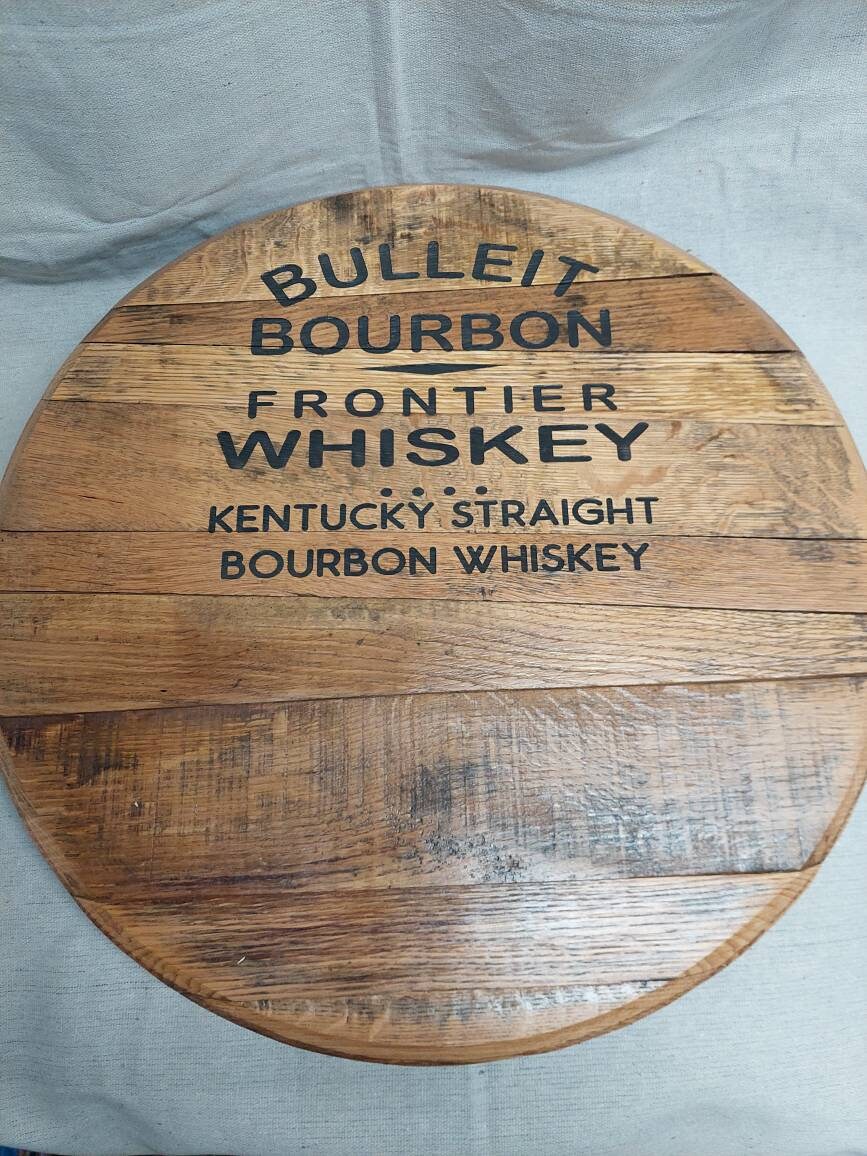 BULLEIT
BOURBON
FRONTIER
WHISKEY
KENTUCKY STRAIGHT
BOURBON WHISKEY